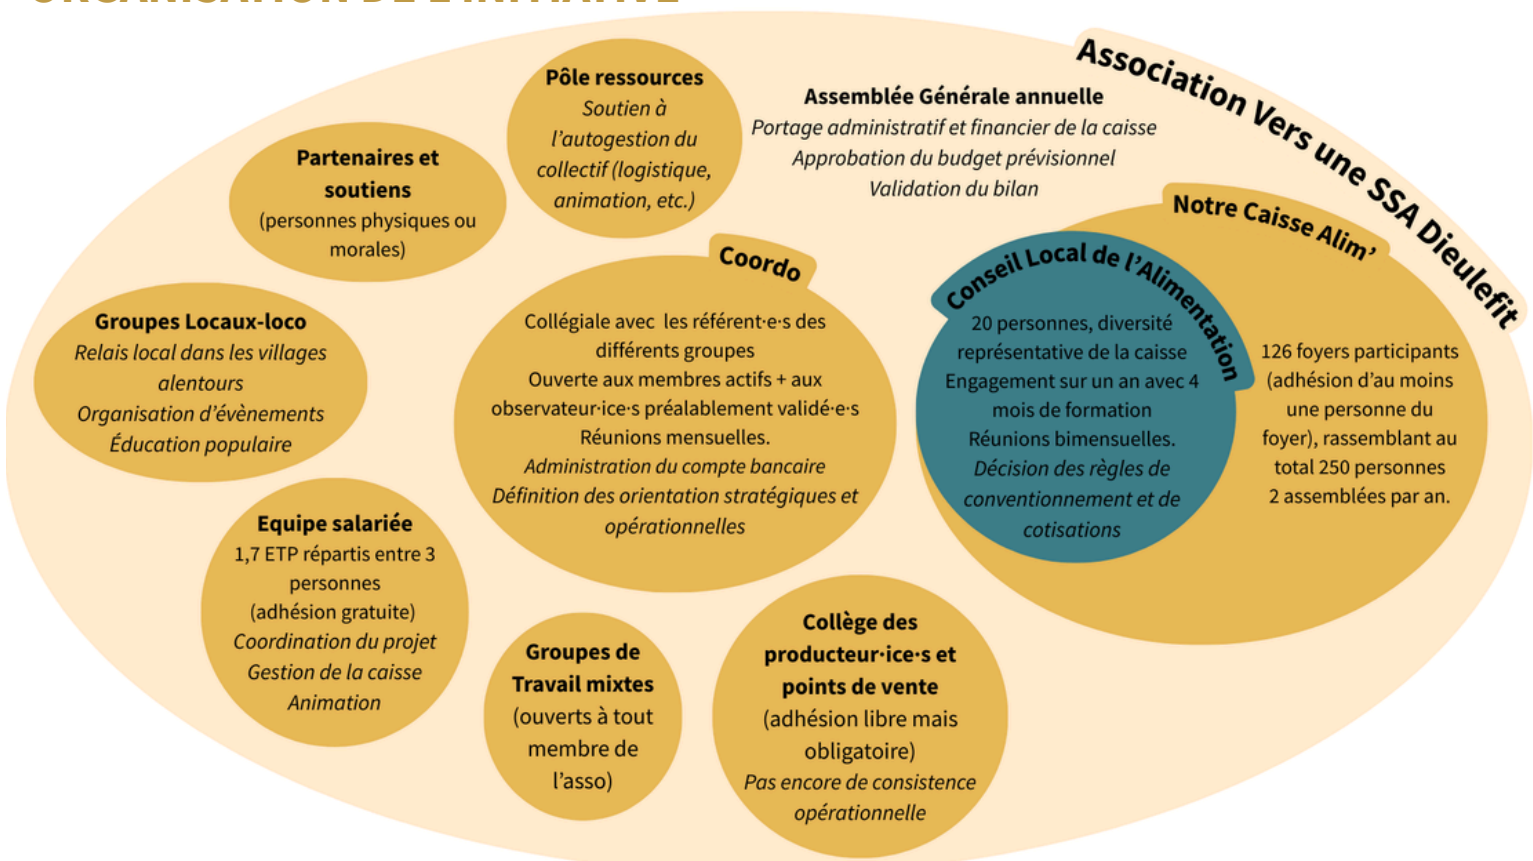 ORGANISATION DE L'INITIATIVE
Association Vers une SSA Dieulefit
Pôle ressources
Soutien à
l'autogestion du
collectif (logistique,
animation, etc.)
Assemblée Générale annuelle
Portage administratif et financier de la caisse
Approbation du budget prévisionnel
Validation du bilan
Partenaires et
soutiens
(personnes physiques ou
morales)
Groupes Locaux-loco
Relais local dans les villages
alentours
Organisation d'évènements
Éducation populaire
Coordo
Collégiale avec les référent·e·s des
différents groupes
Ouverte aux membres actifs + aux
observateur·ice·s préalablement validé·e·s
Réunions mensuelles.
Administration du compte bancaire
Définition des orientation stratégiques et
opérationnelles
Notre Caisse Alim'
Conseil Local de l'Alimentation
20 personnes, diversité
représentative de la caisse
Engagement sur un an avec 4
mois de formation
Réunions bimensuelles.
Décision des règles de
conventionnement et de
cotisations
126 foyers participants
(adhésion d'au moins
une personne du
foyer), rassemblant au
total 250 personnes
2 assemblées par an.
Equipe salariée
1,7 ETP répartis entre 3
personnes
(adhésion gratuite)
Coordination du projet
Gestion de la caisse
Animation
Groupes de
Travail mixtes
(ouverts à tout
membre de
l'asso)
Collège des
producteur·ice·s et
points de vente
(adhésion libre mais
obligatoire)
Pas encore de consistence
opérationnelle